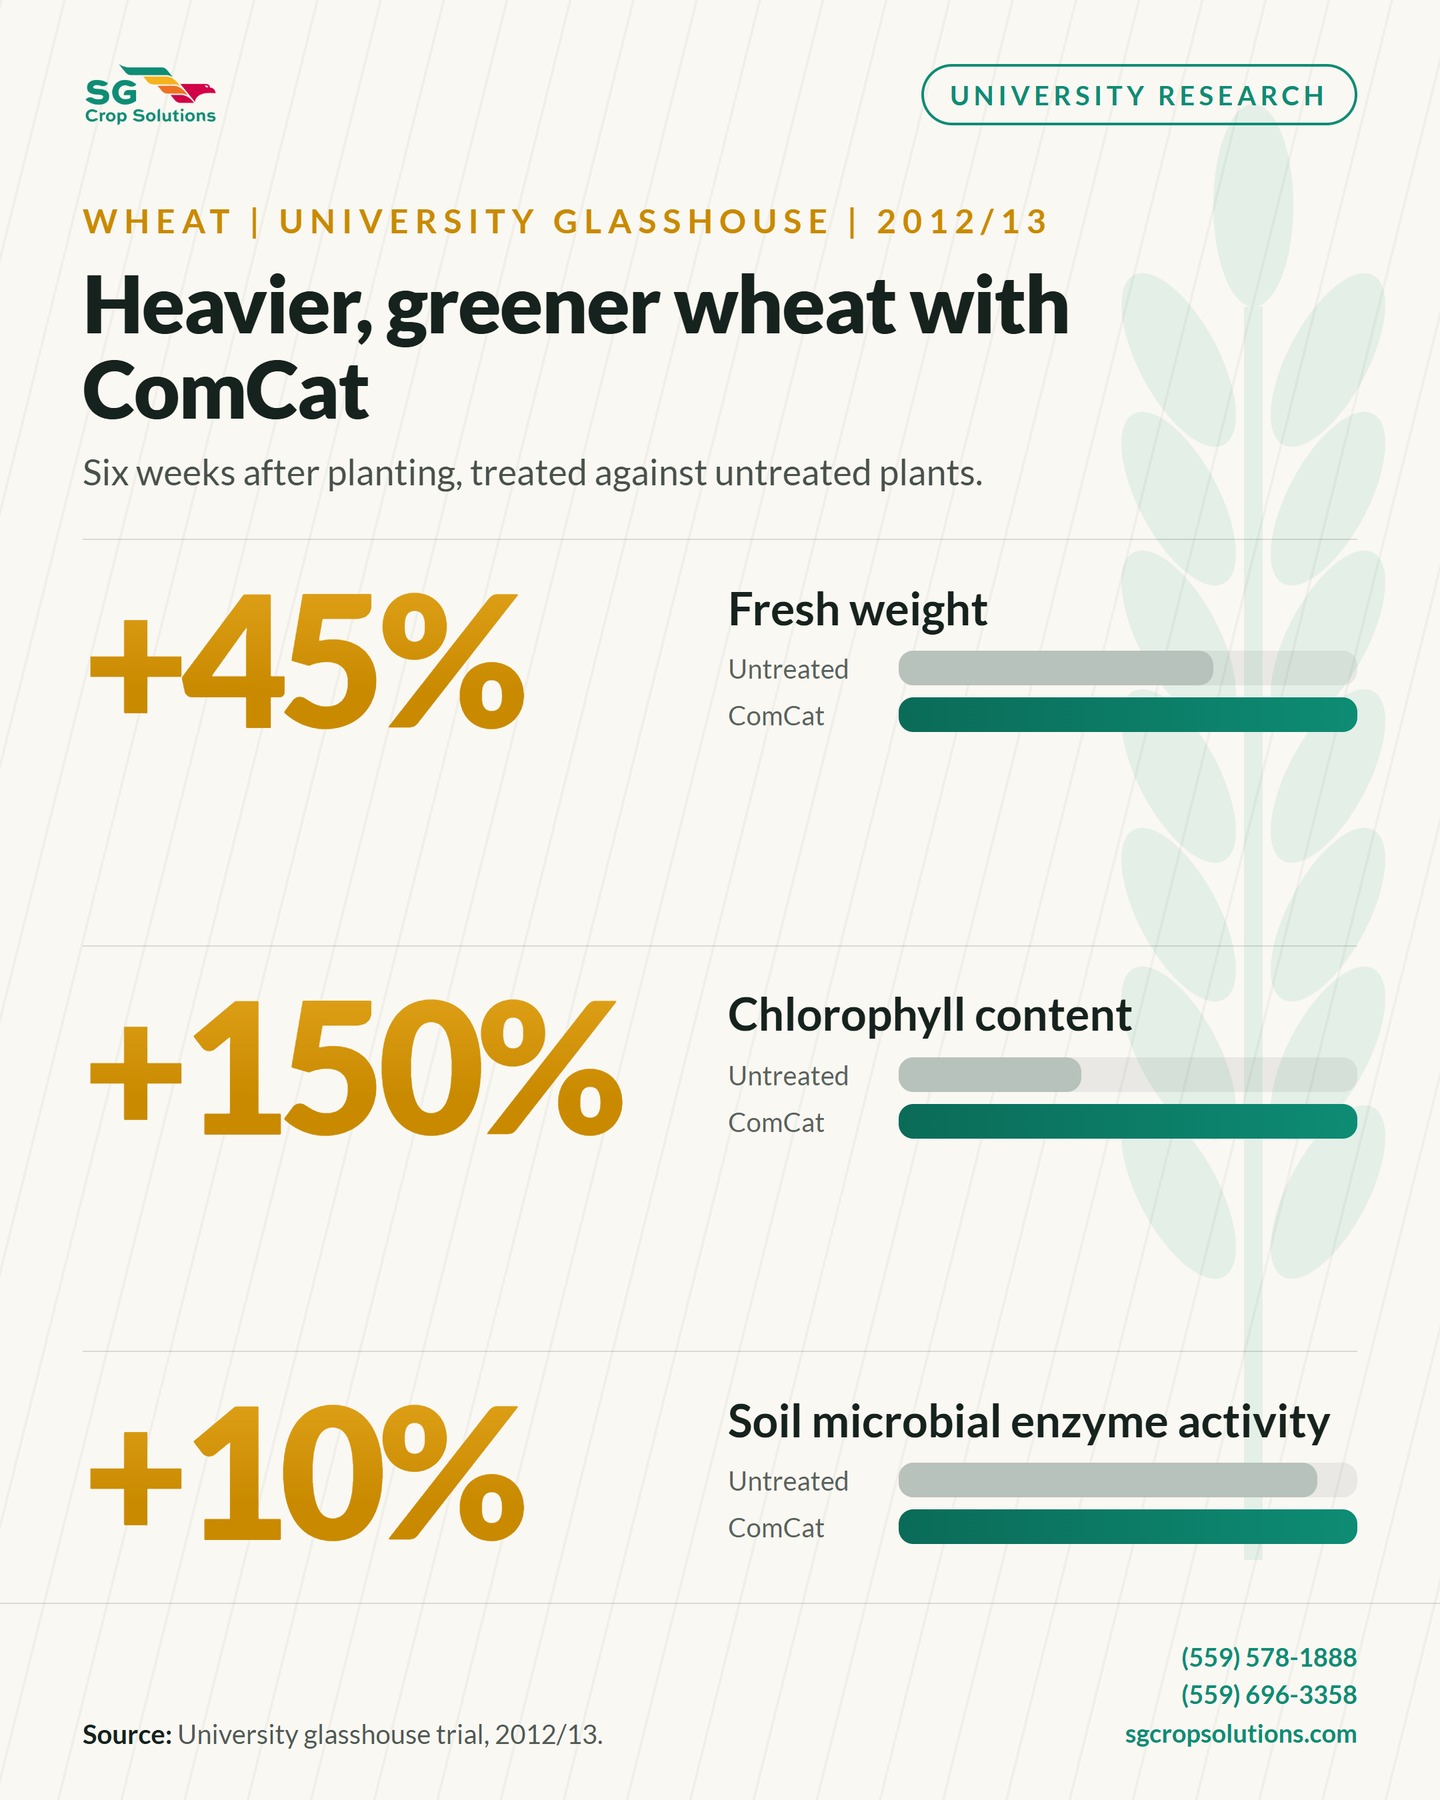 SG
Crop Solutions
UNIVERSITY RESEARCH
WHEAT | UNIVERSITY GLASSHOUSE | 2012/13
Heavier, greener wheat with
ComCat
Six weeks after planting, treated against untreated plants.
+45%
Fresh weight
Untreated
ComCat
+150%
Chlorophyll content
Untreated
ComCat
+10%
Soil microbial enzyme activity
Untreated
ComCat
(559) 578-1888
(559) 696-3358
Source: University glasshouse trial, 2012/13.
sgcropsolutions.com